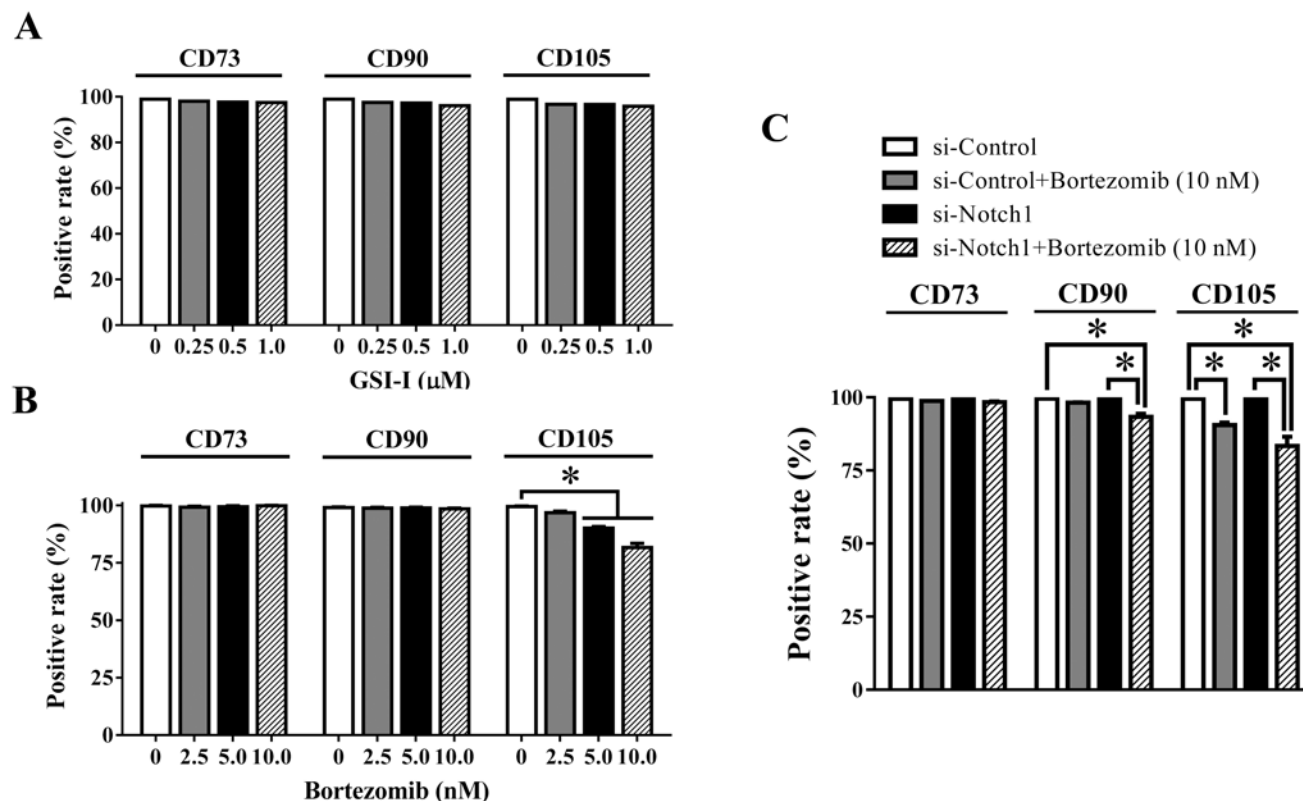 A
CD73 CD90 CD105
Positive rate (%)
100
80
60
40
20
0
0 0.25 0.5 1.0 0 0.25 0.5 1.0 0 0.25 0.5 1.0
GSI-I (μM)
B
CD73 CD90 CD105
*
Positive rate (%)
100
75
50
25
0
0 2.5 5.0 10.0 0 2.5 5.0 10.0 0 2.5 5.0 10.0
Bortezomib (nM)
C
si-Control
si-Control+Bortezomib (10 nM)
si-Notch1
si-Notch1+Bortezomib (10 nM)
CD73 CD90 CD105
* *
* * *
Positive rate (%)
100
75
50
25
0